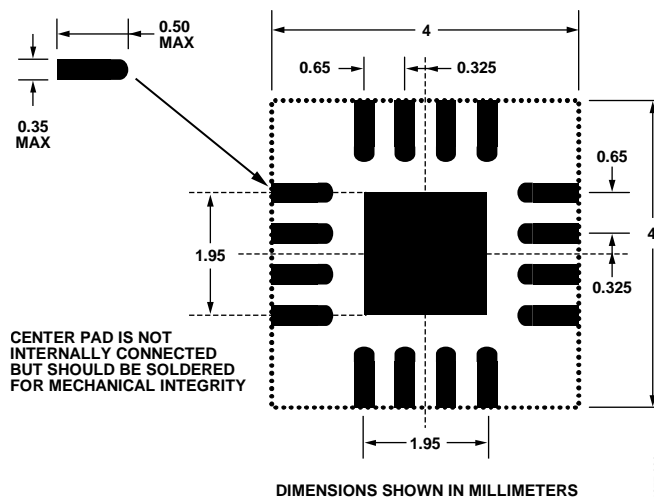 0.50
MAX
4
0.65
0.325
0.35
MAX
0.65
1.95
4
0.325
CENTER PAD IS NOT
INTERNALLY CONNECTED
BUT SHOULD BE SOLDERED
FOR MECHANICAL INTEGRITY
1.95
DIMENSIONS SHOWN IN MILLIMETERS